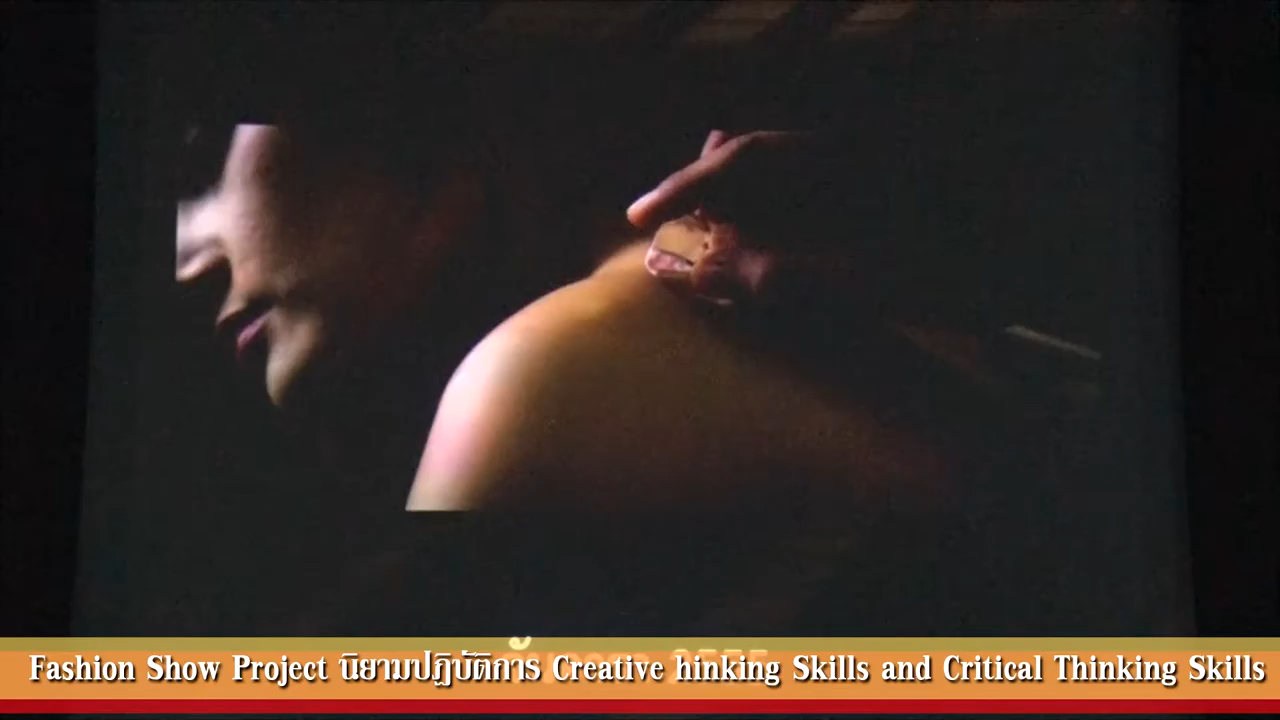 Fashion Show Project นิยามปฏิบัติการ Creative hinking Skills and Critical Thinking Skills